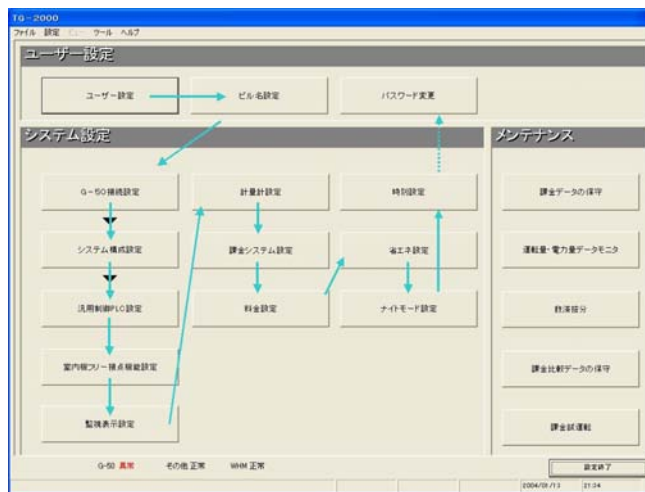 TG-2000
ファイル 設定 ビュー ツール ヘルプ
ユーザー設定
ユーザー設定 ビル名設定 パスワード変更
システム設定 メンテナンス
G-50接続設定 計量計設定 時刻設定 課金データの保守
システム構成設定 課金システム設定 省エネ設定 運転量・電力量データモニタ
汎用制御PLC設定 料金設定 ナイトモード設定 救済按分
室内機フリー接点機能設定 課金比較データの保守
監視表示設定 課金試運転
G-50 異常 その他 正常 WHM 正常 設定終了
2004/01/13 21:34